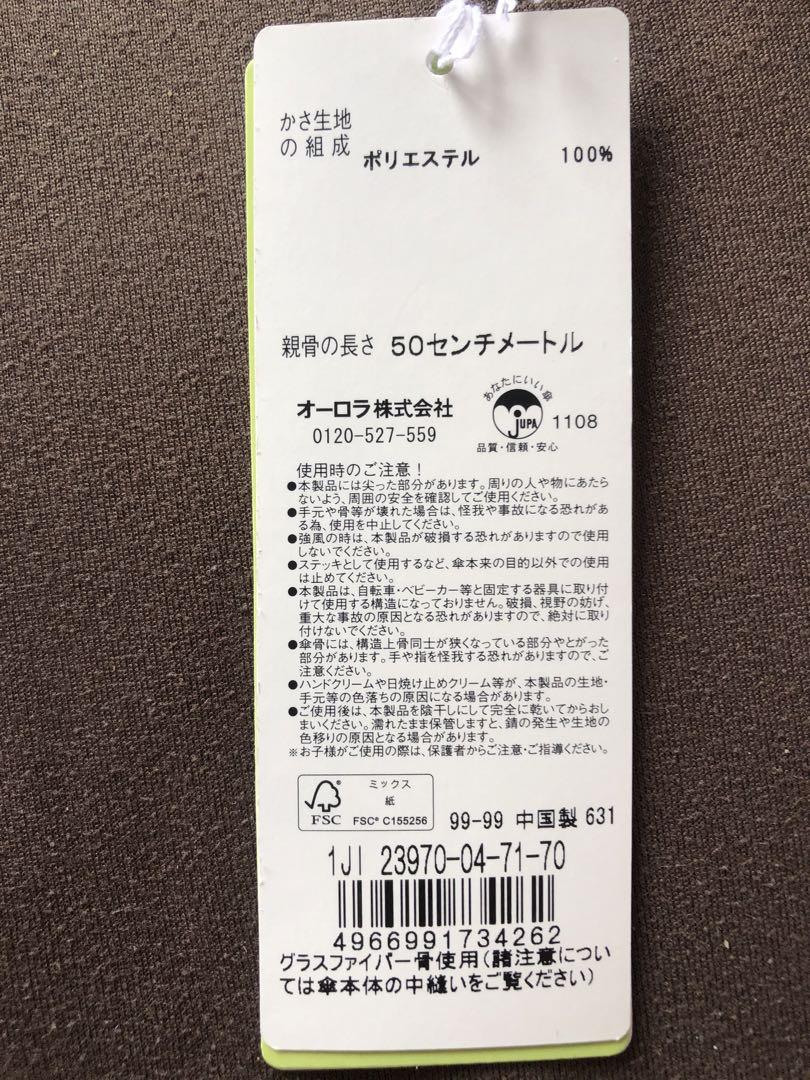 かさ生地
の組成
ポリエステル 100%
親骨の長さ 50センチメートル
オーロラ株式会社
0120-527-559
あなたにいい傘
JUPA
1108
品質・信頼・安心
使用時のご注意!
●本製品には尖った部分があります。周りの人や物にあたら
ないよう、周囲の安全を確認してご使用ください。
●手元や骨等が壊れた場合は、怪我や事故になる恐れがあ
る為、使用を中止してください。
●強風の時は、本製品が破損する恐れがありますので使用
しないでください。
●ステッキとして使用するなど、傘本来の目的以外での使用
は止めてください。
●本製品は、自転車・ベビーカー等と固定する器具に取り付
けて使用する構造になっておりません。破損、視野の妨げ、
重大な事故の原因となる恐れがありますので、絶対に取り
付けないでください。
●傘骨には、構造上骨同士が狭くなっている部分やとがった
部分があります。手や指を怪我する恐れがありますので、ご
注意ください。
●ハンドクリームや日焼け止めクリーム等が、本製品の生地・
手元等の色落ちの原因になる場合があります。
●ご使用後は、本製品を陰干しにして完全に乾いてからおし
まいください。濡れたまま保管しますと、錆の発生や生地の
色移りの原因となる場合があります。
※お子様がご使用の際は、保護者からご注意・ご指導ください。
FSC
ミックス
紙
FSC® C155256
99-99 中国製 631
1JI 23970-04-71-70
4966991734262
グラスファイバー骨使用(諸注意につい
ては傘本体の中縫いをご覧ください)